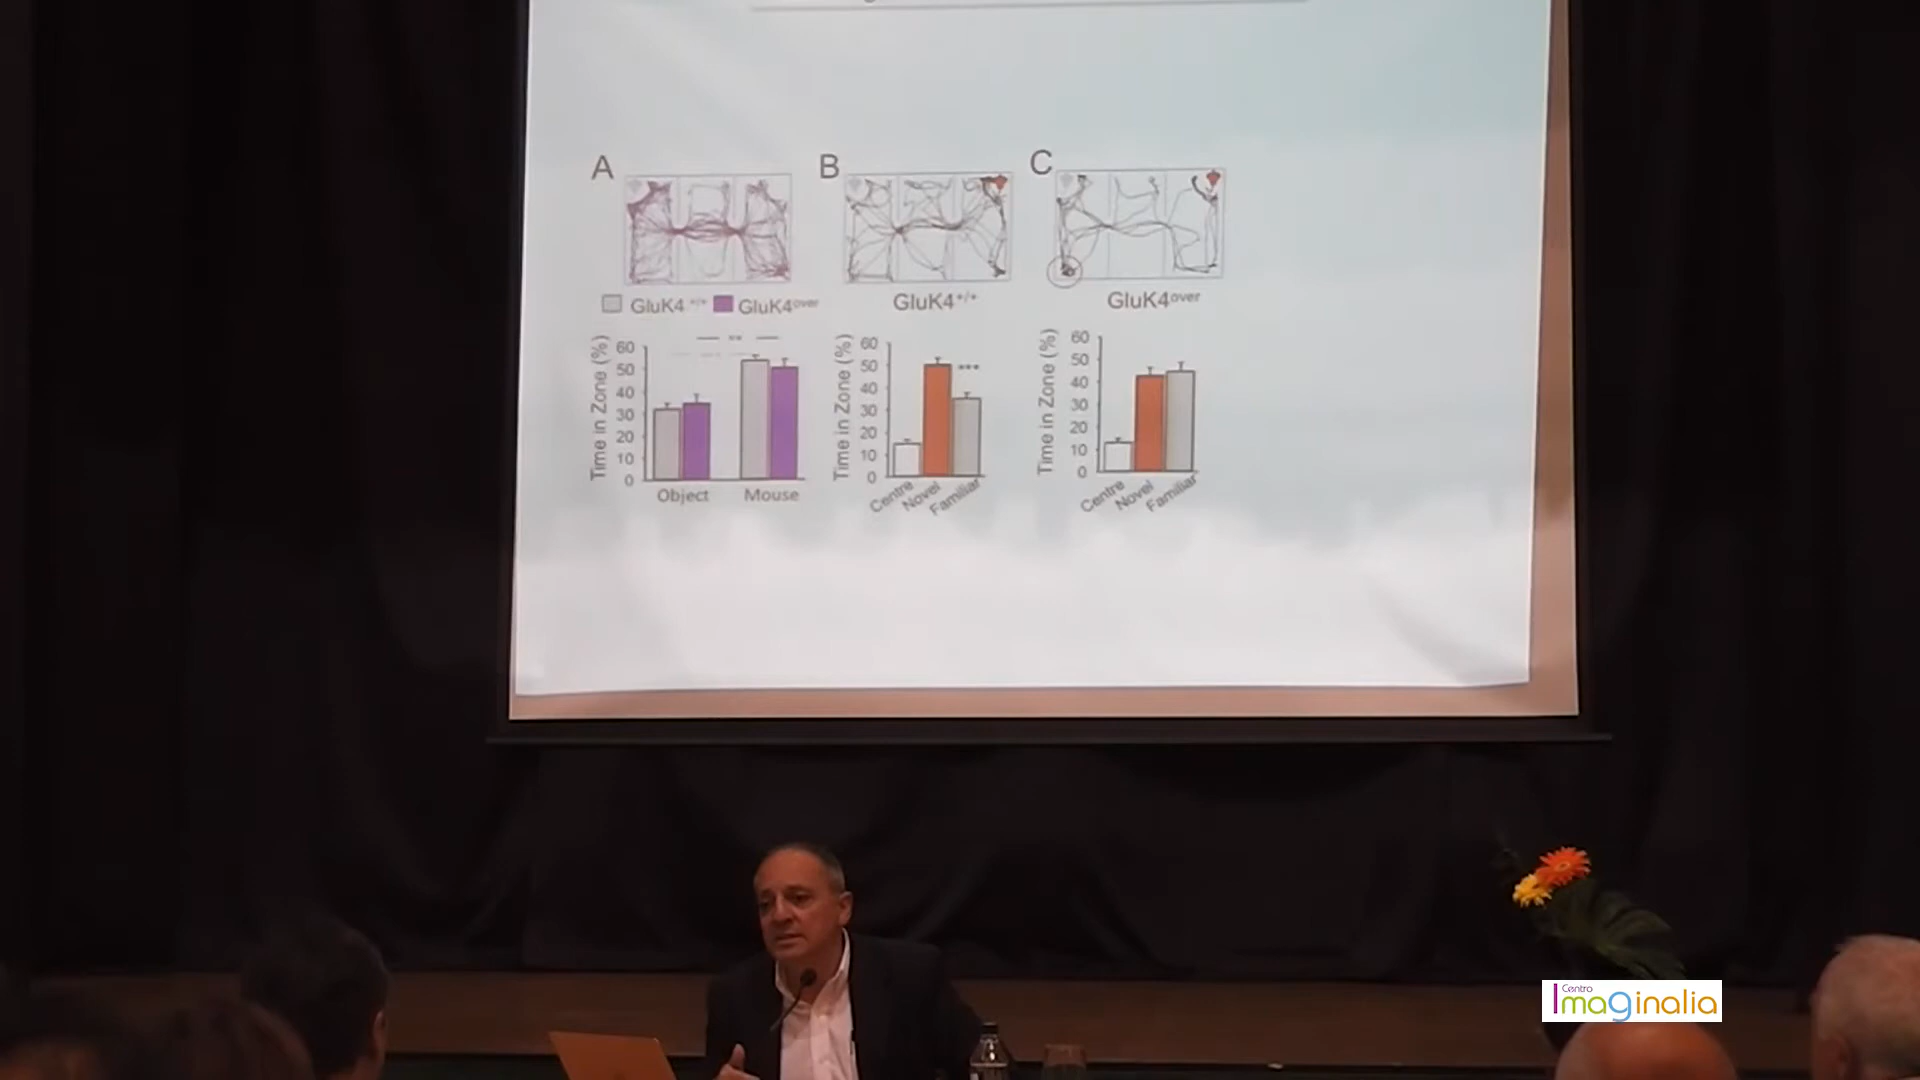 A
B
C
GluK4+/+ GluK4over
GluK4+/+
GluK4over
Time in Zone (%)
60
50
40
30
20
10
0
**
Object
Mouse
Time in Zone (%)
60
50
40
30
20
10
0
***
Centre
Novel
Familiar
Time in Zone (%)
60
50
40
30
20
10
0
Centre
Novel
Familiar
Centro
Imaginalia